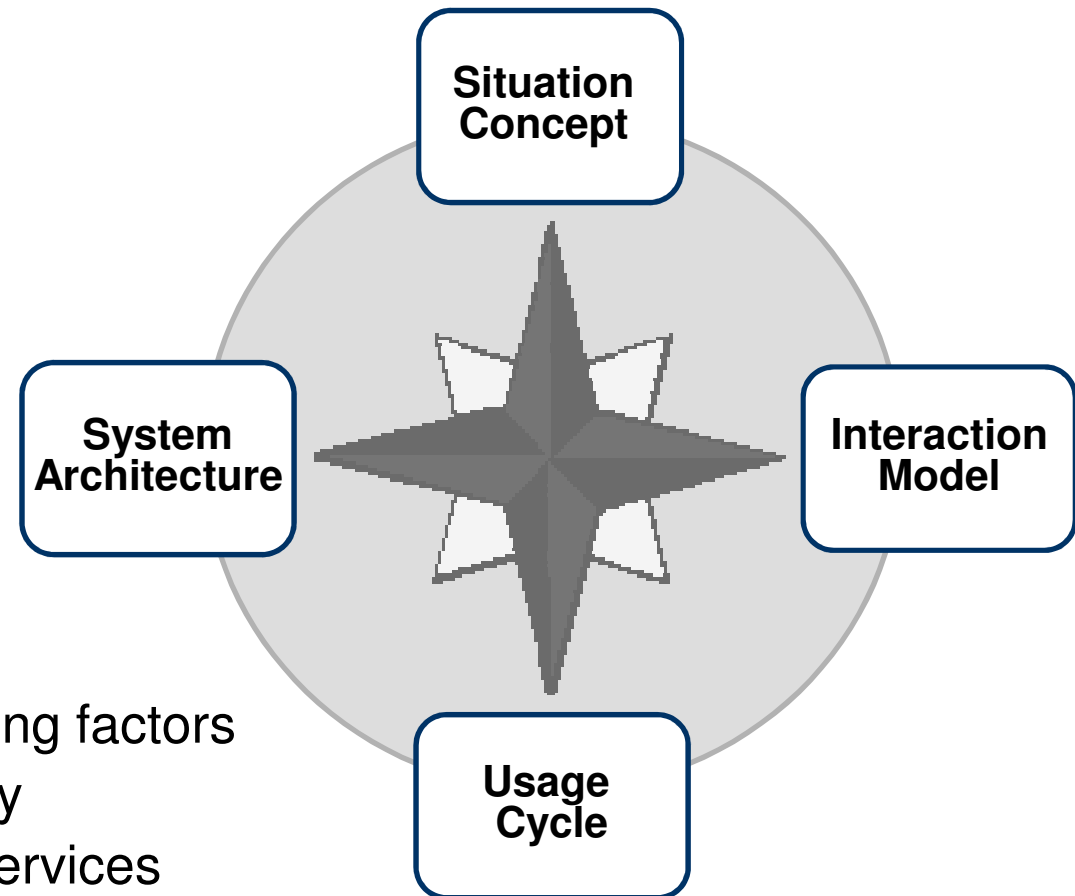 Situation
Concept
System
Architecture
Interaction
Model
ng factors
y
ervices
Usage
Cycle